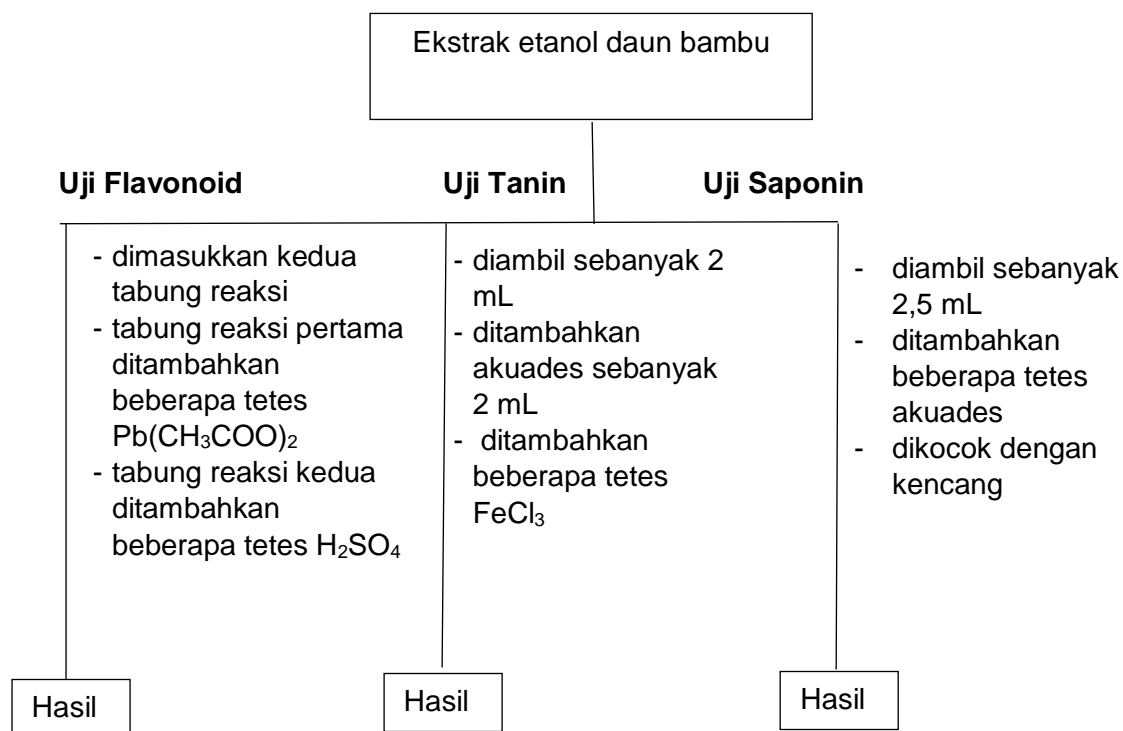 Ekstrak etanol daun bambu
Uji Flavonoid
Uji Tanin
Uji Saponin
- dimasukkan kedua
tabung reaksi
- tabung reaksi pertama
ditambahkan
beberapa tetes
Pb(CH₃COO)₂
- tabung reaksi kedua
ditambahkan
beberapa tetes H₂SO₄
- diambil sebanyak 2
mL
- ditambahkan
akuades sebanyak
2 mL
- ditambahkan
beberapa tetes
FeCl₃
- diambil sebanyak
2,5 mL
- ditambahkan
beberapa tetes
akuades
- dikocok dengan
kencang
Hasil
Hasil
Hasil